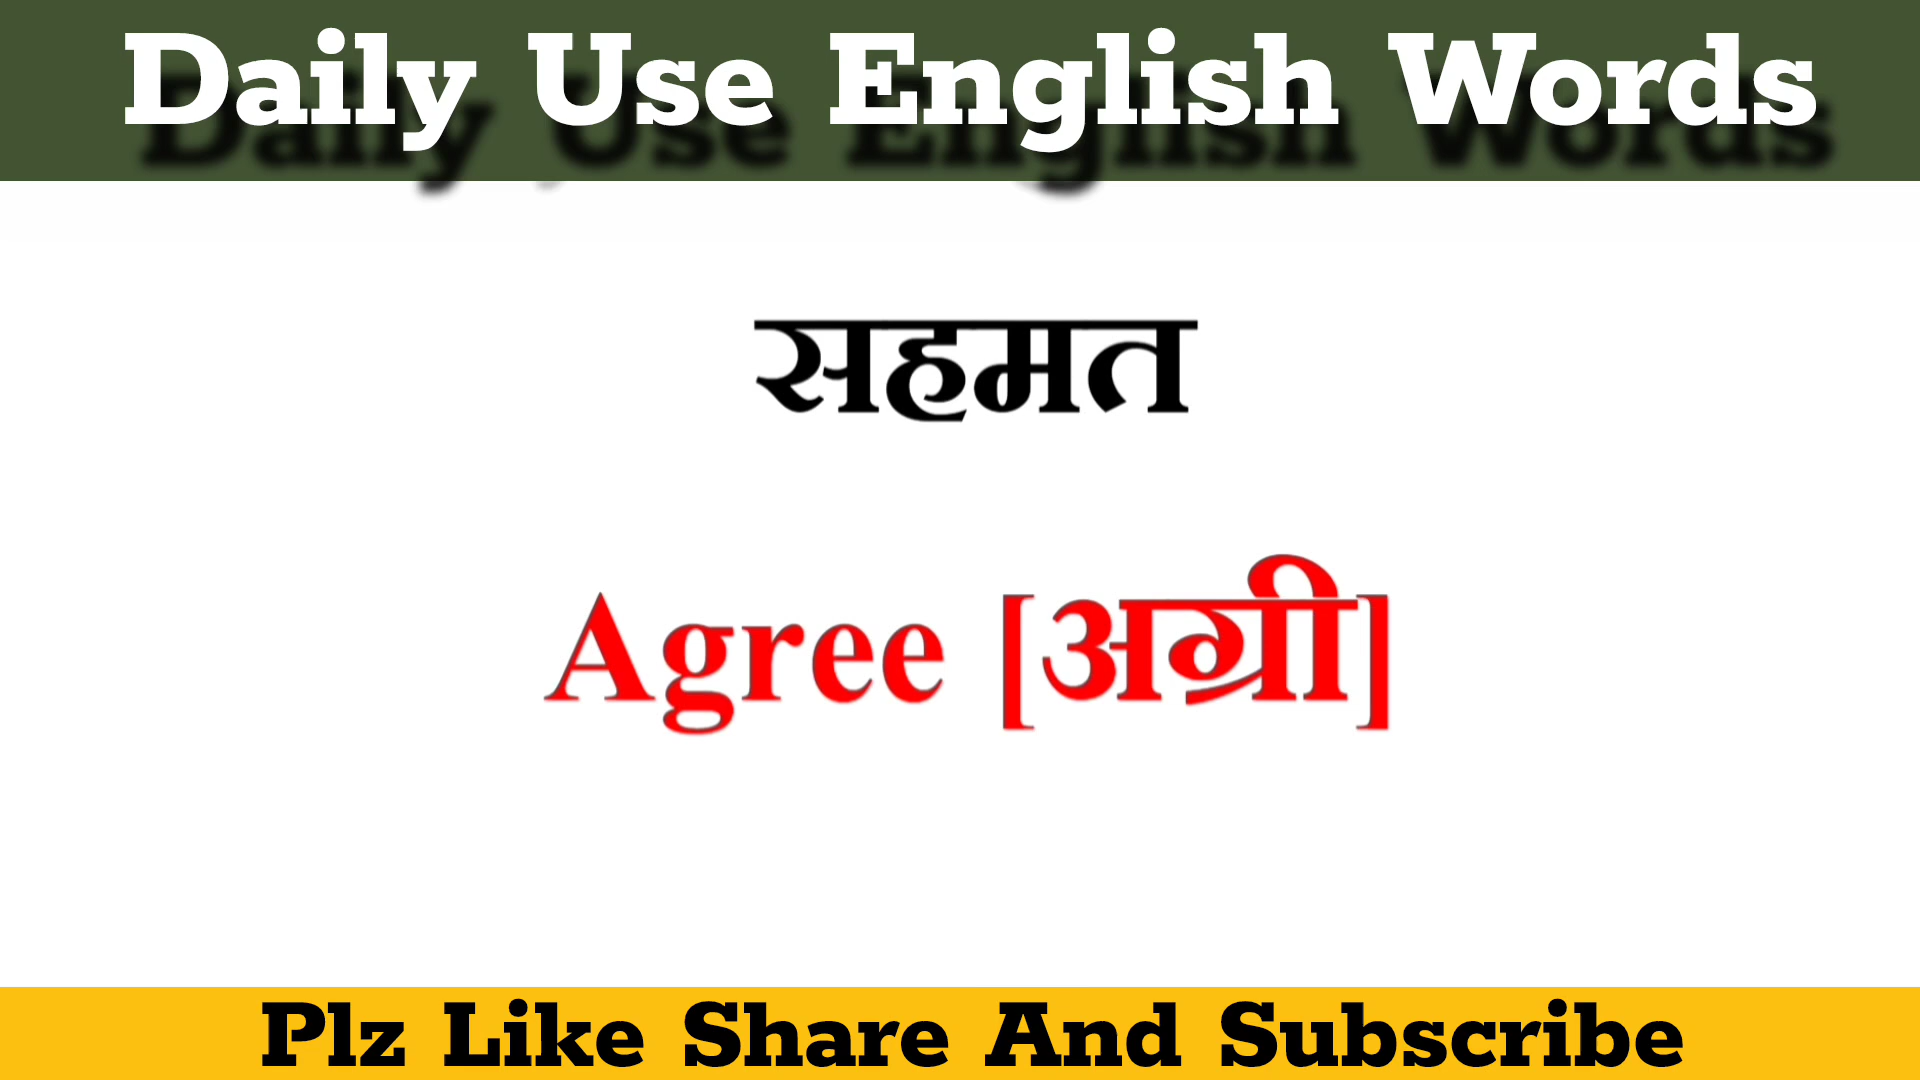 Daily Use English Words
सहमत
Agree [अग्री]
Plz Like Share And Subscribe